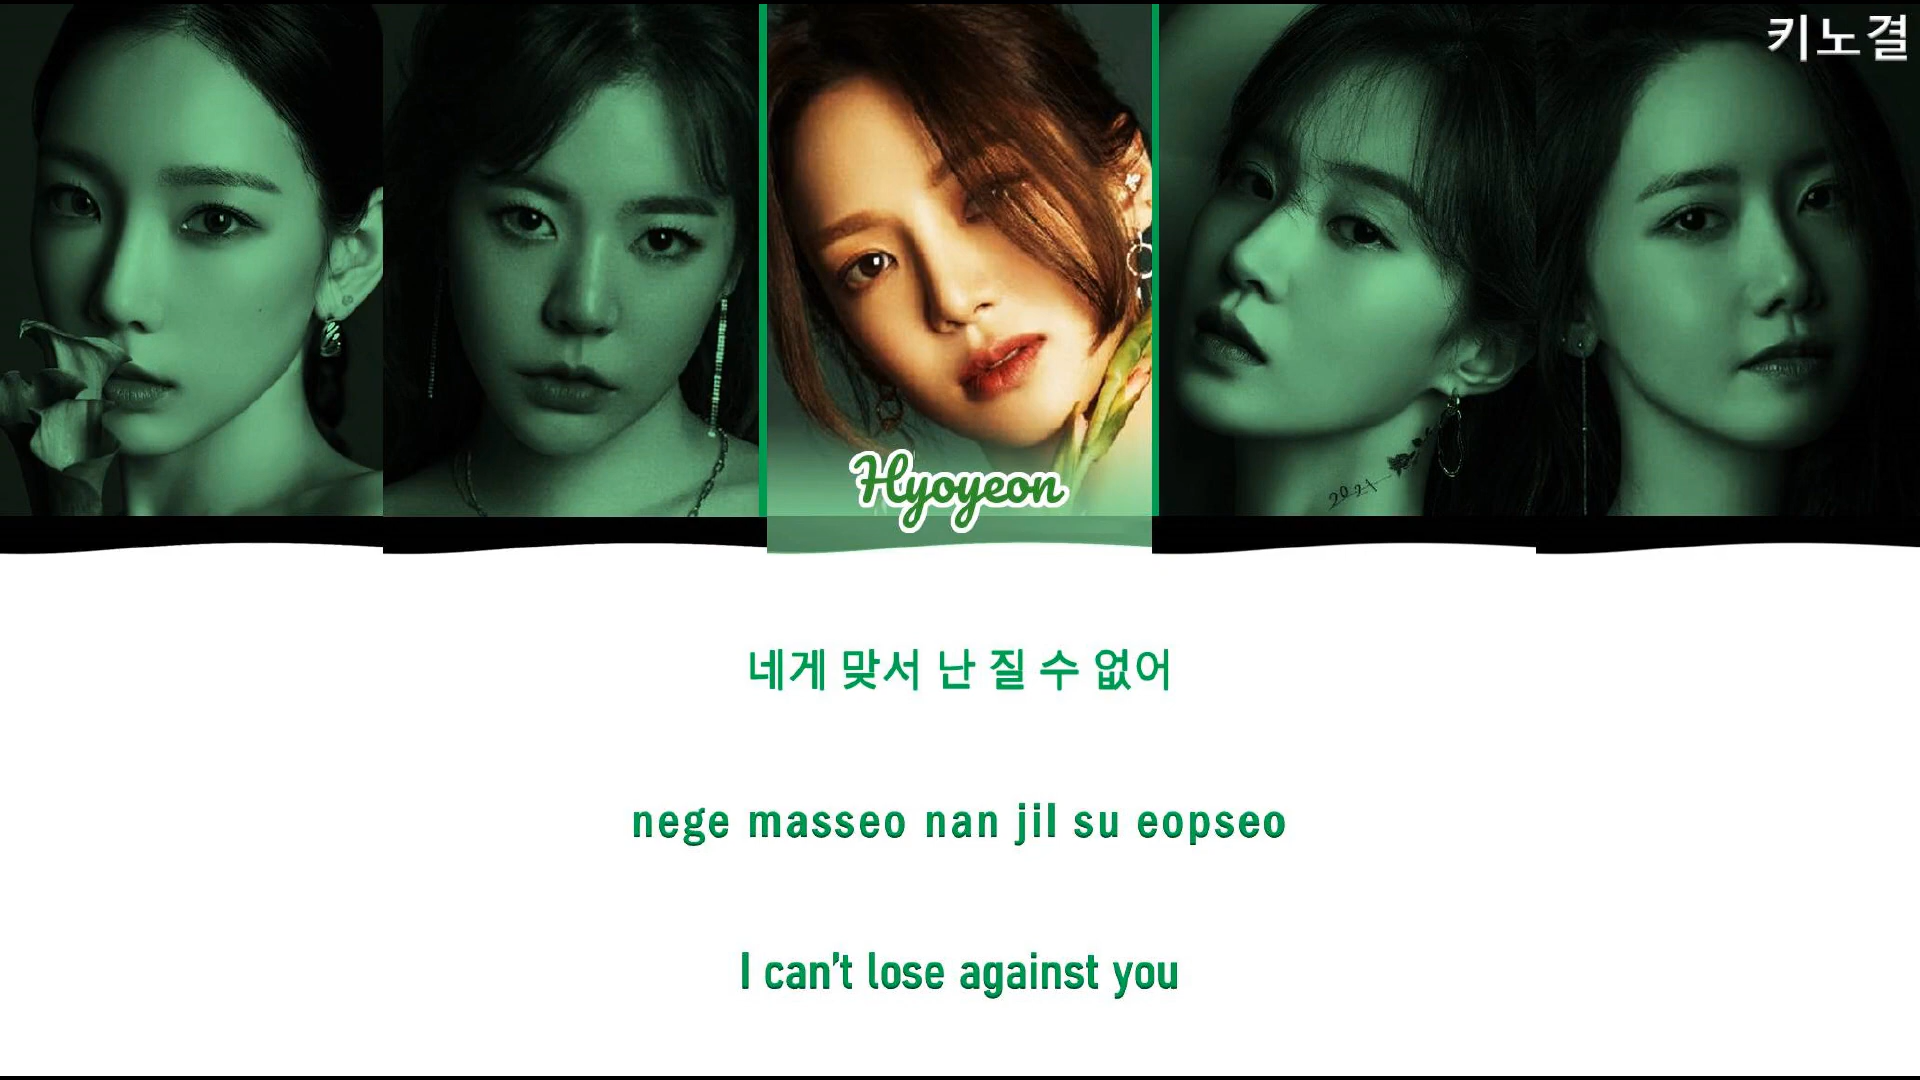 키노결
Hyoyeon
2021
네게 맞서 난 질 수 없어
nege masseo nan jil su eopseo
I can't lose against you